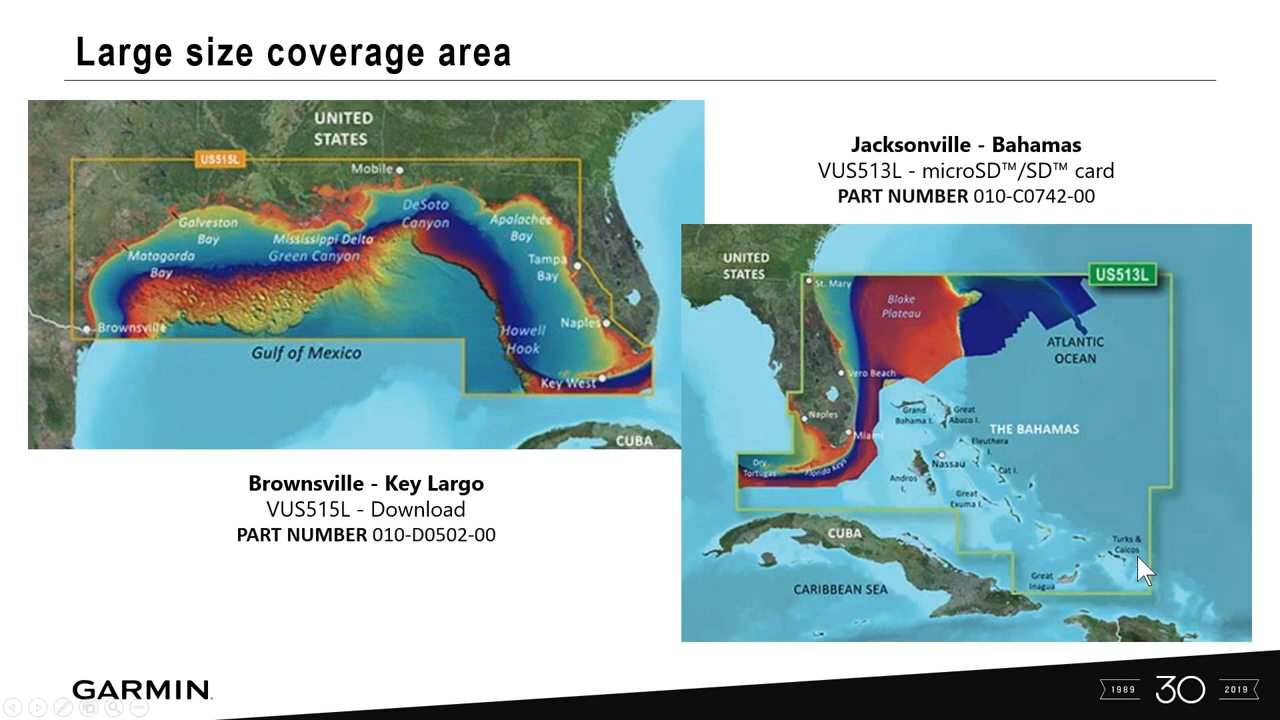 Large size coverage area
UNITED
STATES
US515L
Mobile
DeSoto
Canyon
Galveston
Bay
Apalachee
Bay
Mississippi Delta
Green Canyon
Matagorda
Bay
Tampa
Bay
Brownsville
Naples
Howell
Hook
Gulf of Mexico
Key West
CUBA
Brownsville - Key Largo
VUS515L - Download
PART NUMBER 010-D0502-00
Jacksonville - Bahamas
VUS513L - microSD™/SD™ card
PART NUMBER 010-C0742-00
UNITED
STATES
US513L
St. Mary
Blake
Plateau
ATLANTIC
OCEAN
Vero Beach
Naples
Grand
Bahama I.
Great
Abaco I.
THE BAHAMAS
Miami
Eleuthera
I.
Dry
Tortugas
Florida Keys
Nassau
Cat I.
Andros
I.
Great
Exuma I.
CUBA
Turks &
Caicos
Great
Inagua
CARIBBEAN SEA
GARMIN.
1989 30 2019